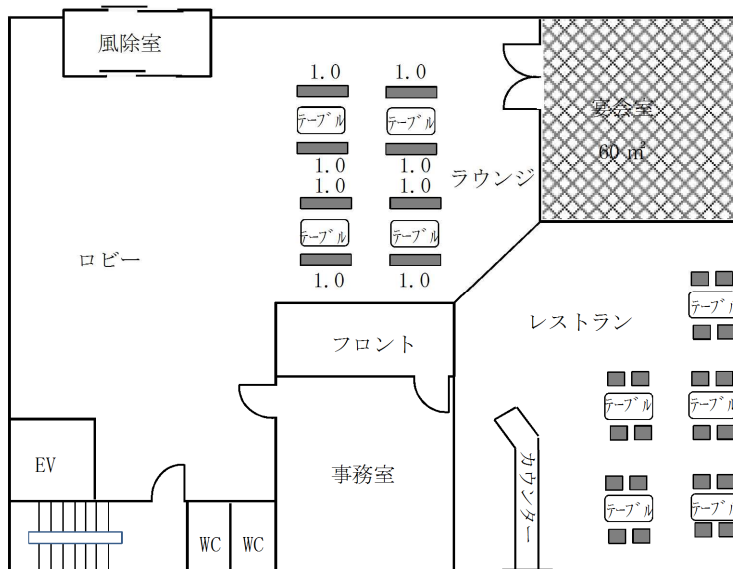 風除室
1.0
1.0
テーブル
テーブル
1.0
1.0
1.0
1.0
テーブル
テーブル
1.0
1.0
ラウンジ
宴会室
60 ㎡
ロビー
フロント
レストラン
テーブル
テーブル
テーブル
テーブル
テーブル
EV
事務室
カウンター
WC
WC